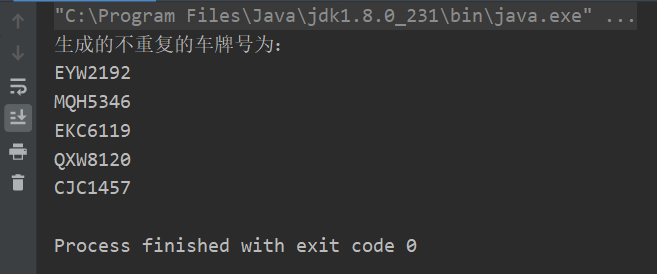 "C:\Program Files\Java\jdk1.8.0_231\bin\java.exe" ...
生成的不重复的车牌号为:
EYW2192
MQH5346
EKC6119
QXW8120
CJC1457
Process finished with exit code 0